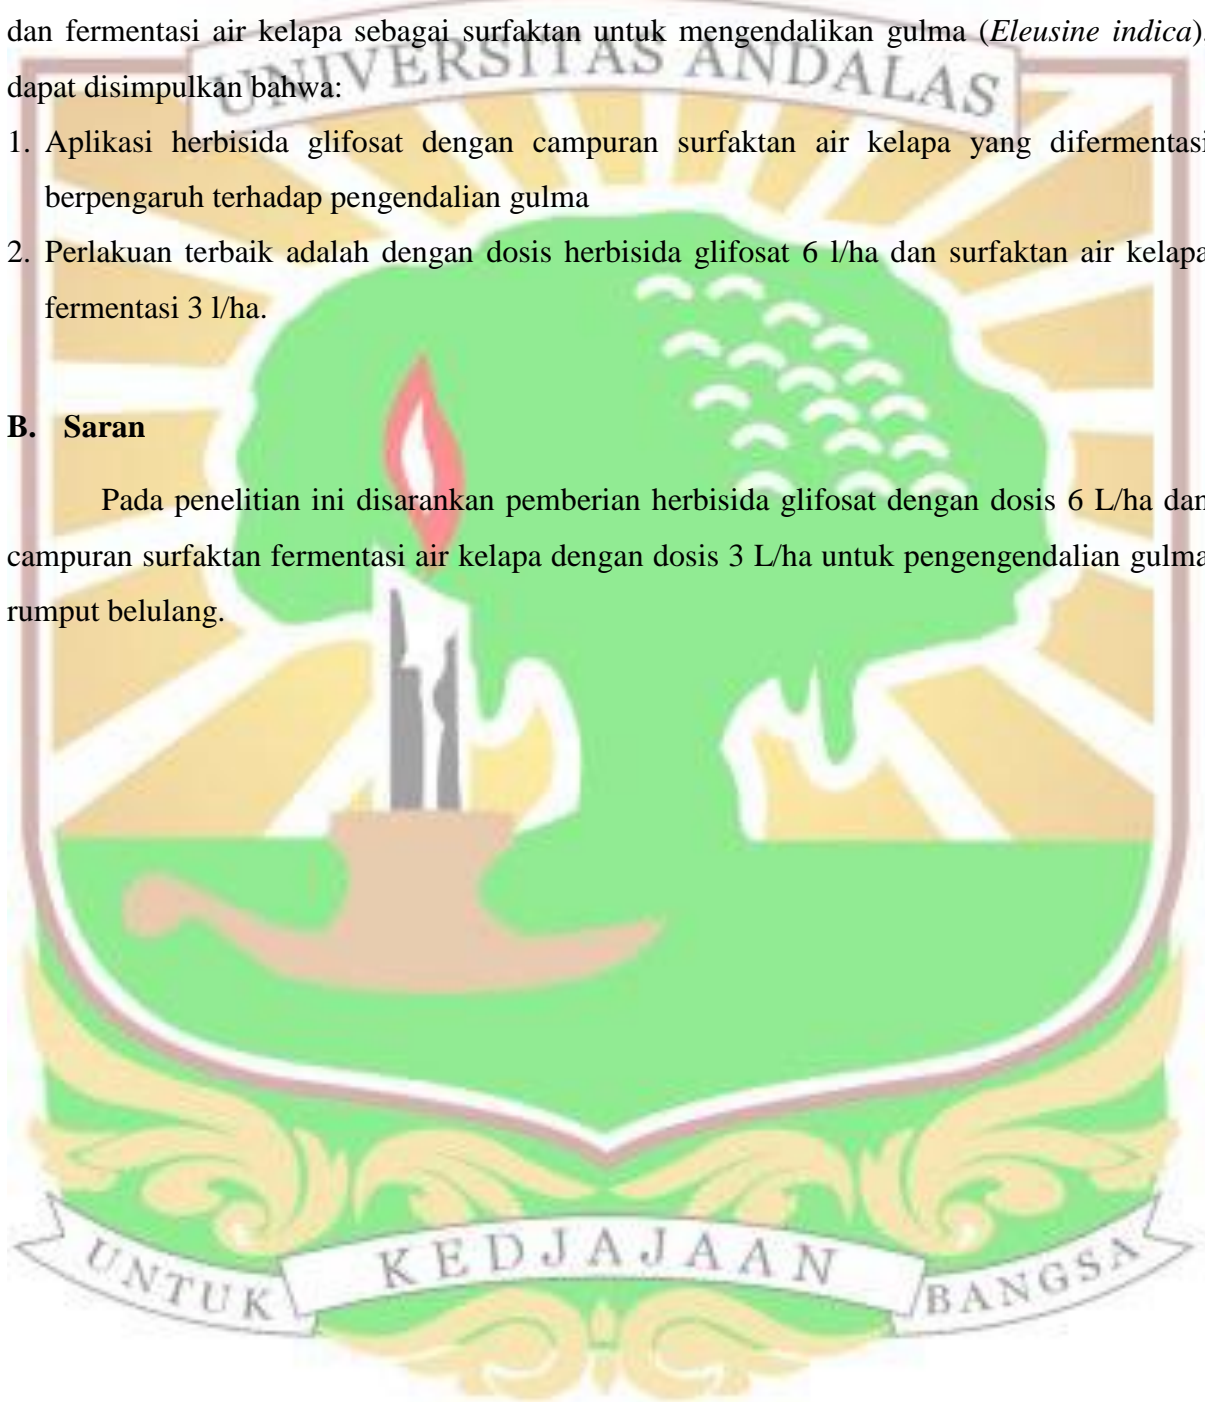 dan fermentasi air kelapa sebagai surfaktan untuk mengendalikan gulma (Eleusine indica),
UNIVERSITAS ANDALAS
dapat disimpulkan bahwa:
1. Aplikasi herbisida glifosat dengan campuran surfaktan air kelapa yang difermentasi
berpengaruh terhadap pengendalian gulma
2. Perlakuan terbaik adalah dengan dosis herbisida glifosat 6 l/ha dan surfaktan air kelapa
fermentasi 3 l/ha.
B. Saran
Pada penelitian ini disarankan pemberian herbisida glifosat dengan dosis 6 L/ha dan
campuran surfaktan fermentasi air kelapa dengan dosis 3 L/ha untuk pengengendalian gulma
rumput belulang.
UNTUK KEDJAJAAN BANGSA